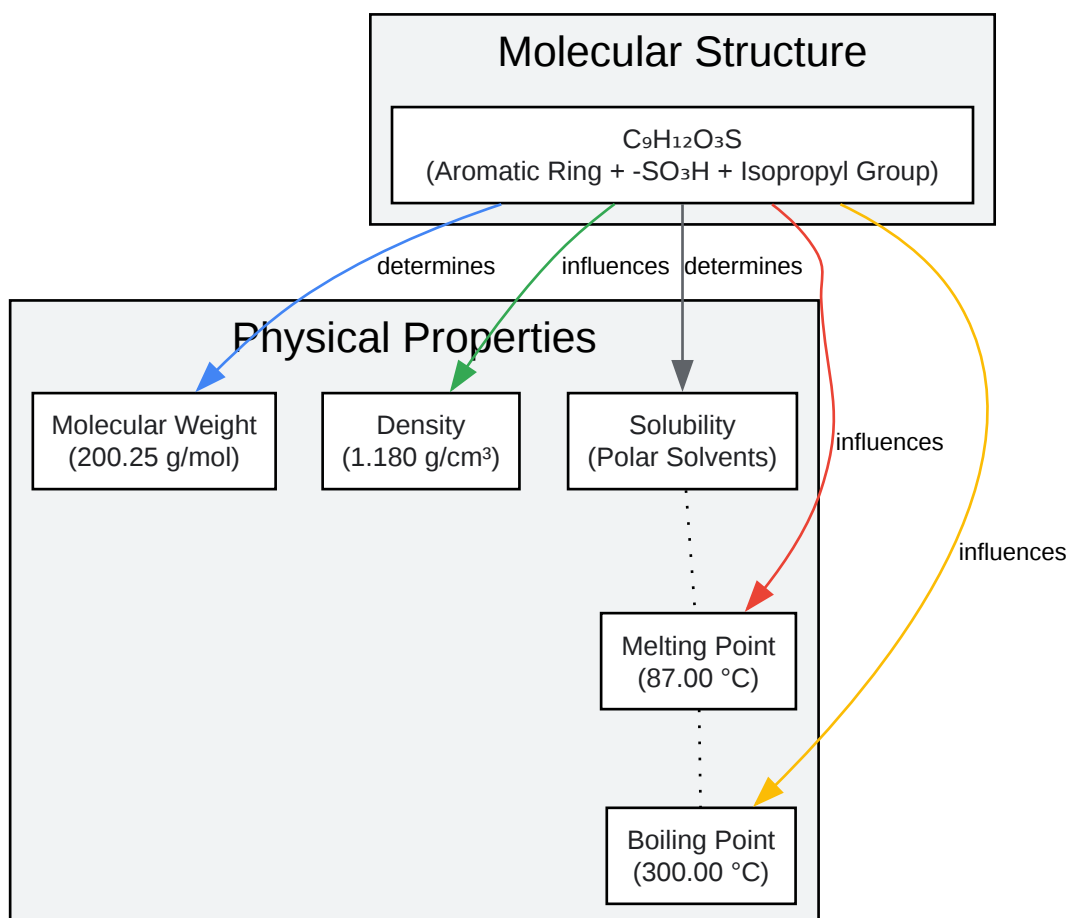 Molecular Structure
C₉H₁₂O₃S
(Aromatic Ring + -SO₃H + Isopropyl Group)
determines
influences
determines
Physical Properties
Molecular Weight
(200.25 g/mol)
Density
(1.180 g/cm³)
Solubility
(Polar Solvents)
influences
influences
Melting Point
(87.00 °C)
Boiling Point
(300.00 °C)